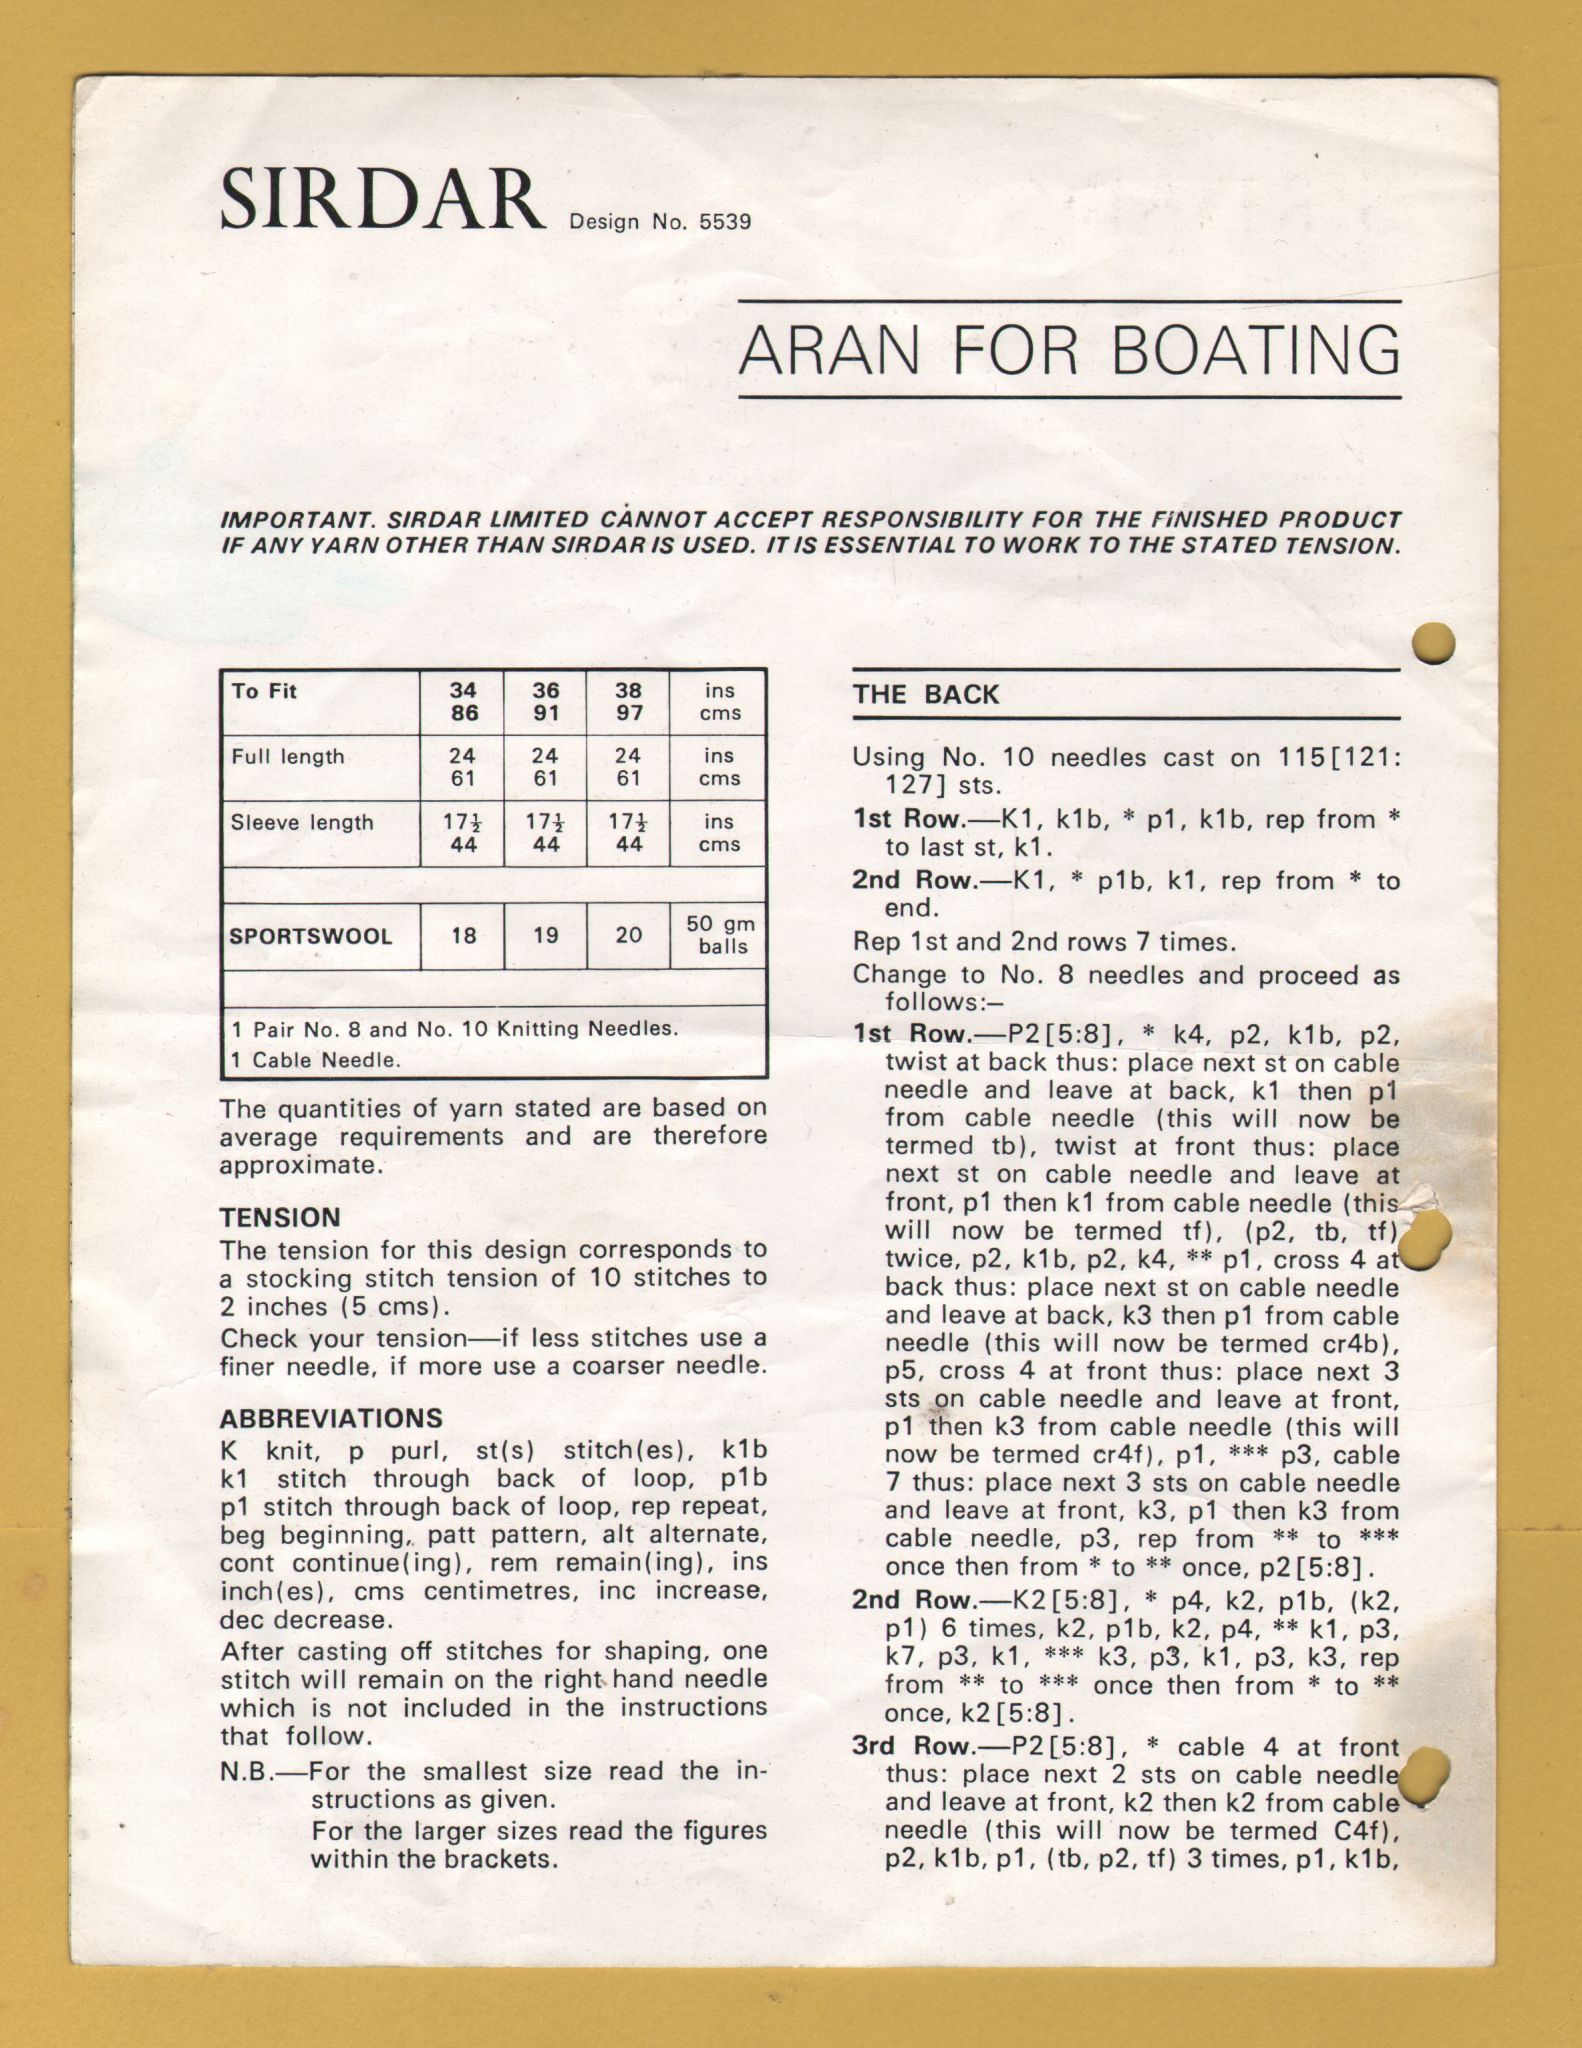 SIRDAR Design No. 5539
ARAN FOR BOATING
IMPORTANT. SIRDAR LIMITED CANNOT ACCEPT RESPONSIBILITY FOR THE FINISHED PRODUCT
IF ANY YARN OTHER THAN SIRDAR IS USED. IT IS ESSENTIAL TO WORK TO THE STATED TENSION.
To Fit 34 36 38 ins
86 91 97 cms
Full length 24 24 24 ins
61 61 61 cms
Sleeve length 17½ 17½ 17½ ins
44 44 44 cms
SPORTSWOOL 18 19 20 50 gm
balls
1 Pair No. 8 and No. 10 Knitting Needles.
1 Cable Needle.
The quantities of yarn stated are based on
average requirements and are therefore
approximate.
TENSION
The tension for this design corresponds to
a stocking stitch tension of 10 stitches to
2 inches (5 cms).
Check your tension—if less stitches use a
finer needle, if more use a coarser needle.
ABBREVIATIONS
K knit, p purl, st(s) stitch(es), k1b
k1 stitch through back of loop, p1b
p1 stitch through back of loop, rep repeat,
beg beginning, patt pattern, alt alternate,
cont continue(ing), rem remain(ing), ins
inch(es), cms centimetres, inc increase,
dec decrease.
After casting off stitches for shaping, one
stitch will remain on the right hand needle
which is not included in the instructions
that follow.
N.B.—For the smallest size read the in-
structions as given.
For the larger sizes read the figures
within the brackets.
THE BACK
Using No. 10 needles cast on 115[121:
127] sts.
1st Row.—K1, k1b, * p1, k1b, rep from *
to last st, k1.
2nd Row.—K1, * p1b, k1, rep from * to
end.
Rep 1st and 2nd rows 7 times.
Change to No. 8 needles and proceed as
follows:–
1st Row.—P2[5:8], * k4, p2, k1b, p2,
twist at back thus: place next st on cable
needle and leave at back, k1 then p1
from cable needle (this will now be
termed tb), twist at front thus: place
next st on cable needle and leave at
front, p1 then k1 from cable needle (this
will now be termed tf), (p2, tb, tf)
twice, p2, k1b, p2, k4, ** p1, cross 4 at
back thus: place next st on cable needle
and leave at back, k3 then p1 from cable
needle (this will now be termed cr4b),
p5, cross 4 at front thus: place next 3
sts on cable needle and leave at front,
p1 then k3 from cable needle (this will
now be termed cr4f), p1, *** p3, cable
7 thus: place next 3 sts on cable needle
and leave at front, k3, p1 then k3 from
cable needle, p3, rep from ** to ***
once then from * to ** once, p2[5:8].
2nd Row.—K2[5:8], * p4, k2, p1b, (k2,
p1) 6 times, k2, p1b, k2, p4, ** k1, p3,
k7, p3, k1, *** k3, p3, k1, p3, k3, rep
from ** to *** once then from * to **
once, k2[5:8].
3rd Row.—P2[5:8], * cable 4 at front
thus: place next 2 sts on cable needle
and leave at front, k2 then k2 from cable
needle (this will now be termed C4f),
p2, k1b, p1, (tb, p2, tf) 3 times, p1, k1b,